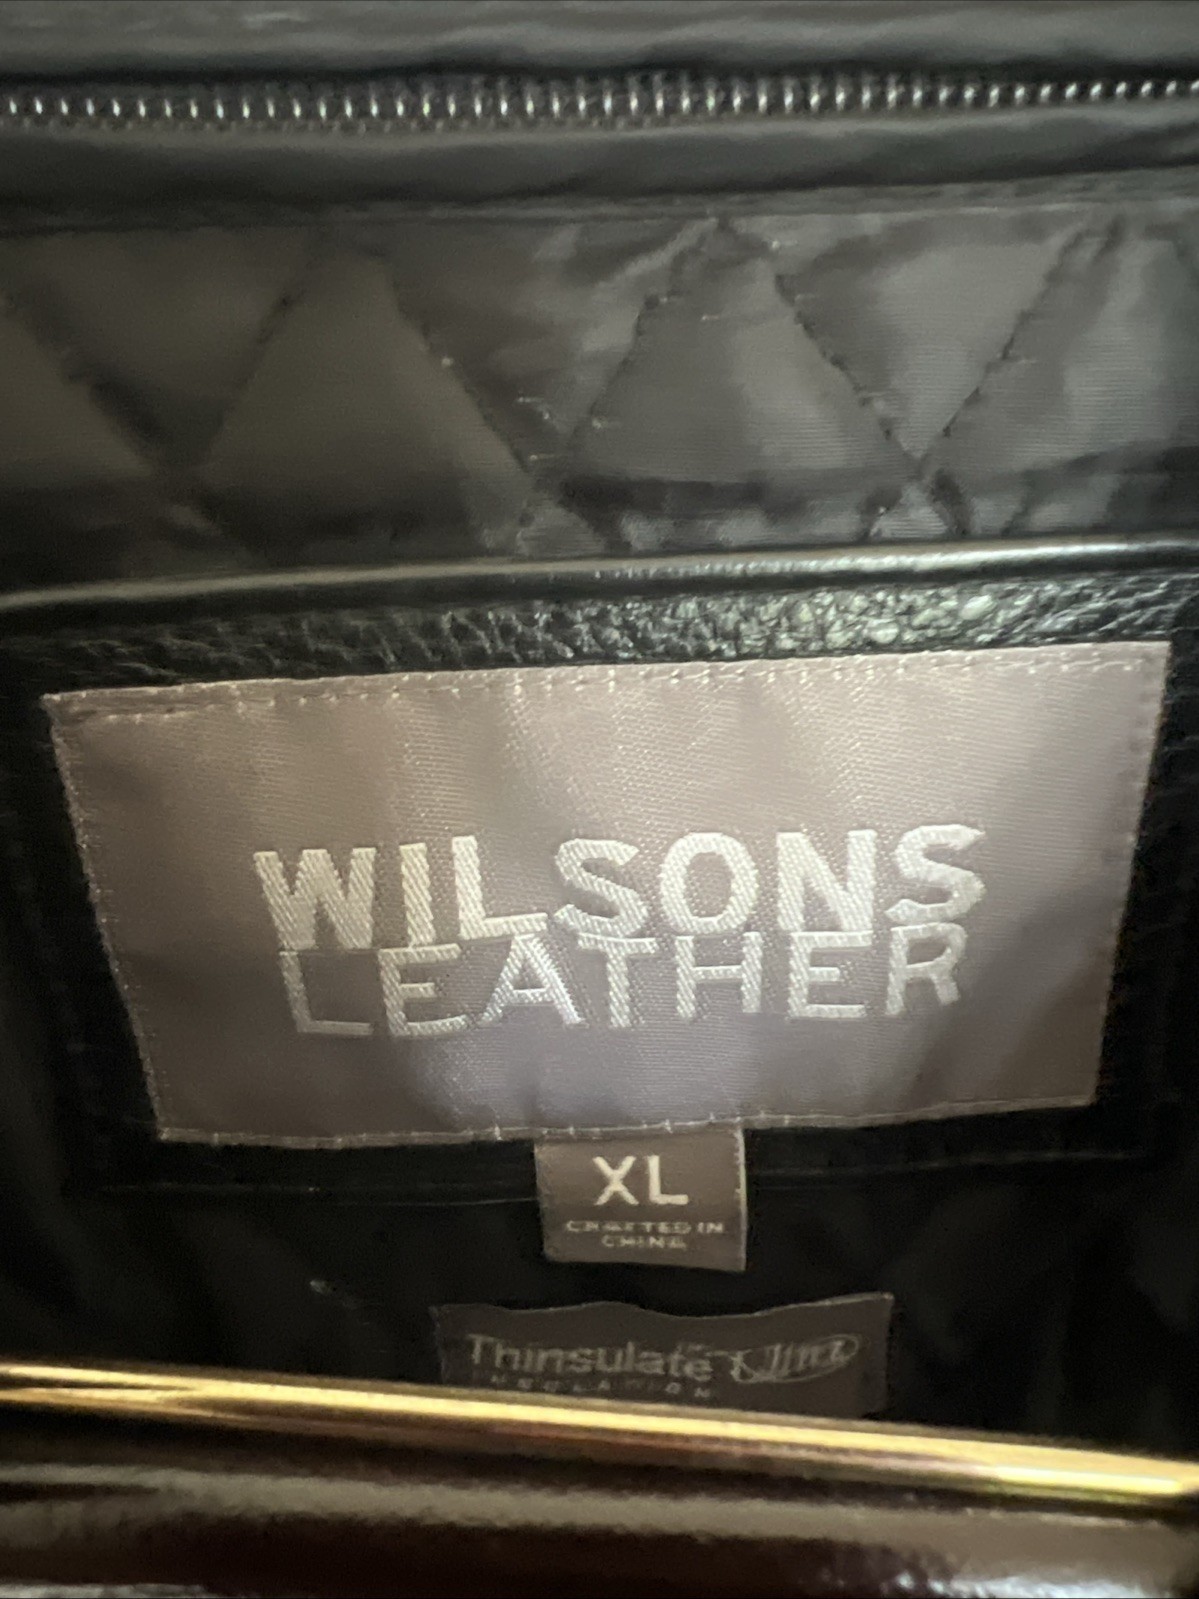 WILSONS
LEATHER
XL
CRAFTED IN
CHINA
Thinsulate Ultra
INSULATION